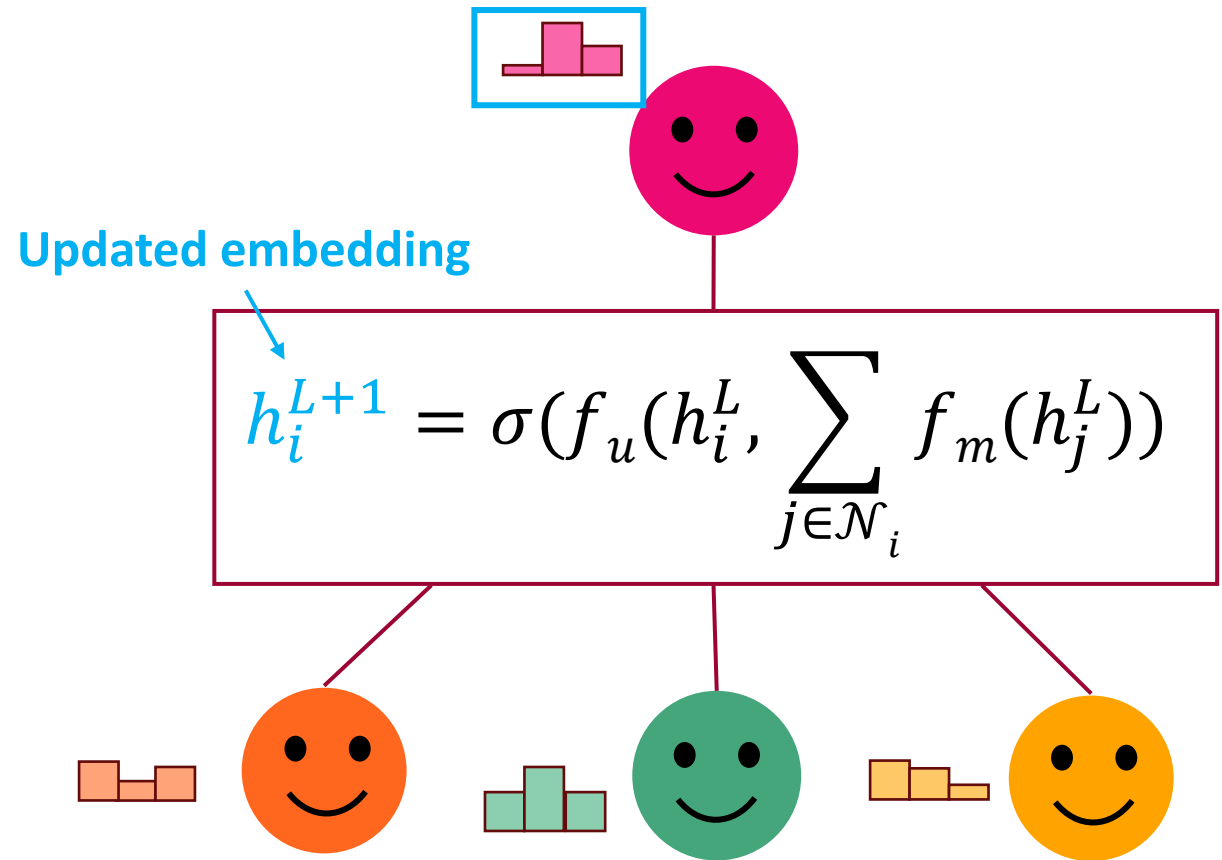 Updated embedding
h_i^{L+1} = σ(f_u(h_i^L, ∑_{j∈𝒩_i} f_m(h_j^L))